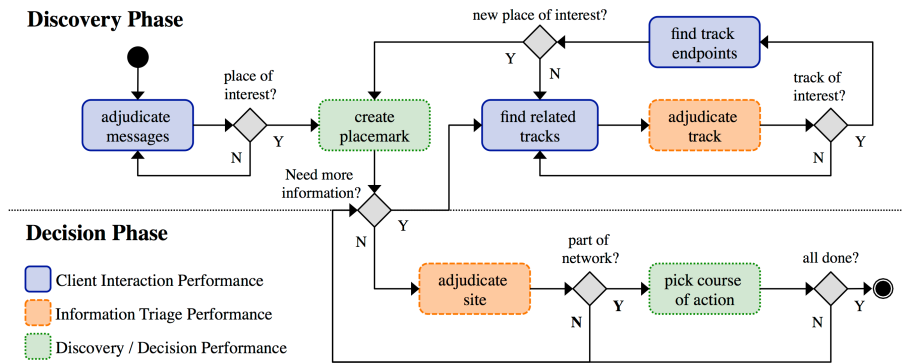 Discovery Phase
new place of interest?
find track
endpoints
place of
interest?
track of
interest?
Y
N
adjudicate
messages
Y
N
create
placemark
find related
tracks
adjudicate
track
Y
N
Need more
information?
Y
N
Decision Phase
Client Interaction Performance
Information Triage Performance
Discovery / Decision Performance
adjudicate
site
part of
network?
Y
N
pick course
of action
all done?
Y
N